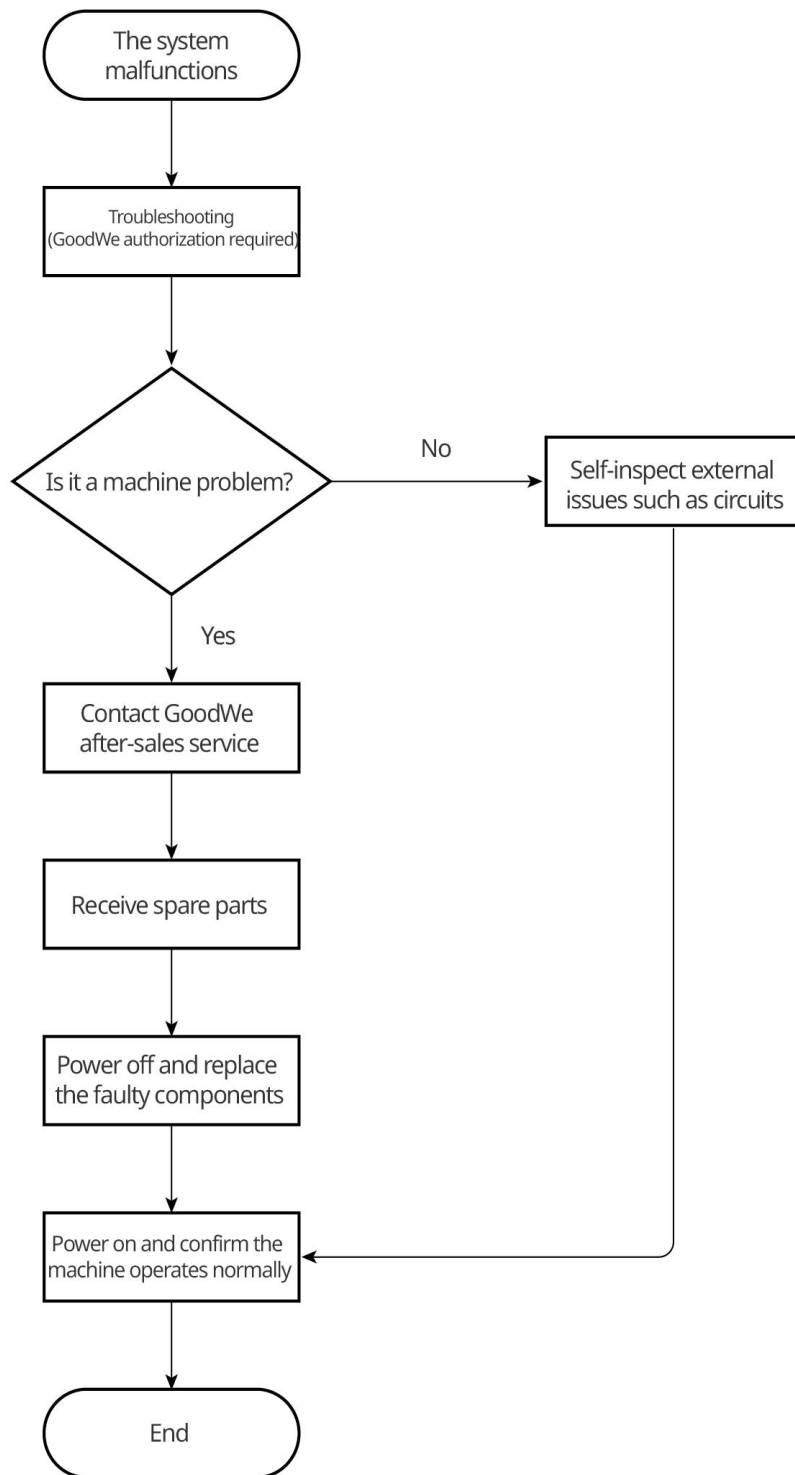 The system
malfunctions
Troubleshooting
(GoodWe authorization required)
Is it a machine problem?
No
Self-inspect external
issues such as circuits
Yes
Contact GoodWe
after-sales service
Receive spare parts
Power off and replace
the faulty components
Power on and confirm the
machine operates normally
End